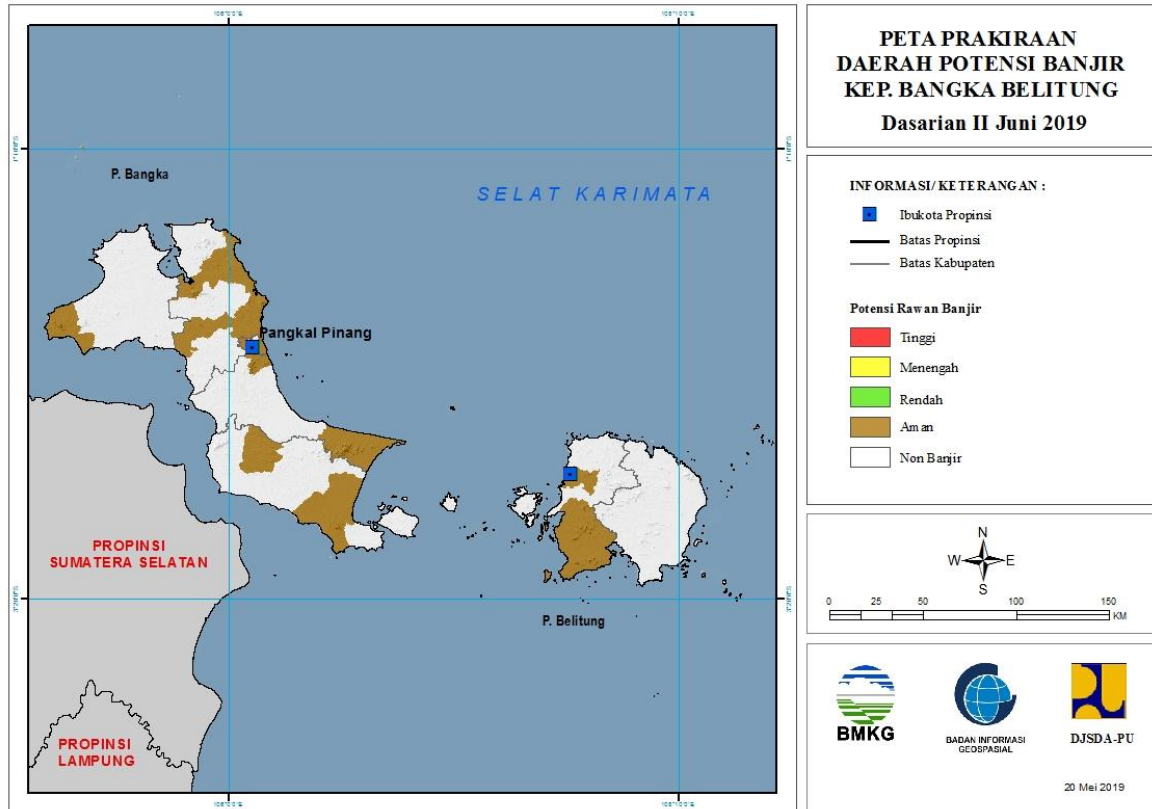 PETA PRAKIRAAN
DAERAH POTENSI BANJIR
KEP. BANGKA BELITUNG
Dasarian II Juni 2019
P. Bangka
SELAT KARIMATA
Pangkal Pinang
PROPINSI
SUMATERA SELATAN
P. Belitung
PROPINSI
LAMPUNG
INFORMASI/ KETERANGAN :
Ibukota Propinsi
Batas Propinsi
Batas Kabupaten
Potensi Rawan Banjir
Tinggi
Menengah
Rendah
Aman
Non Banjir
N
W E
S
0 25 50 100 150
KM
BMKG
BADAN INFORMASI
GEOSPASIAL
DJSDA-PU
20 Mei 2019